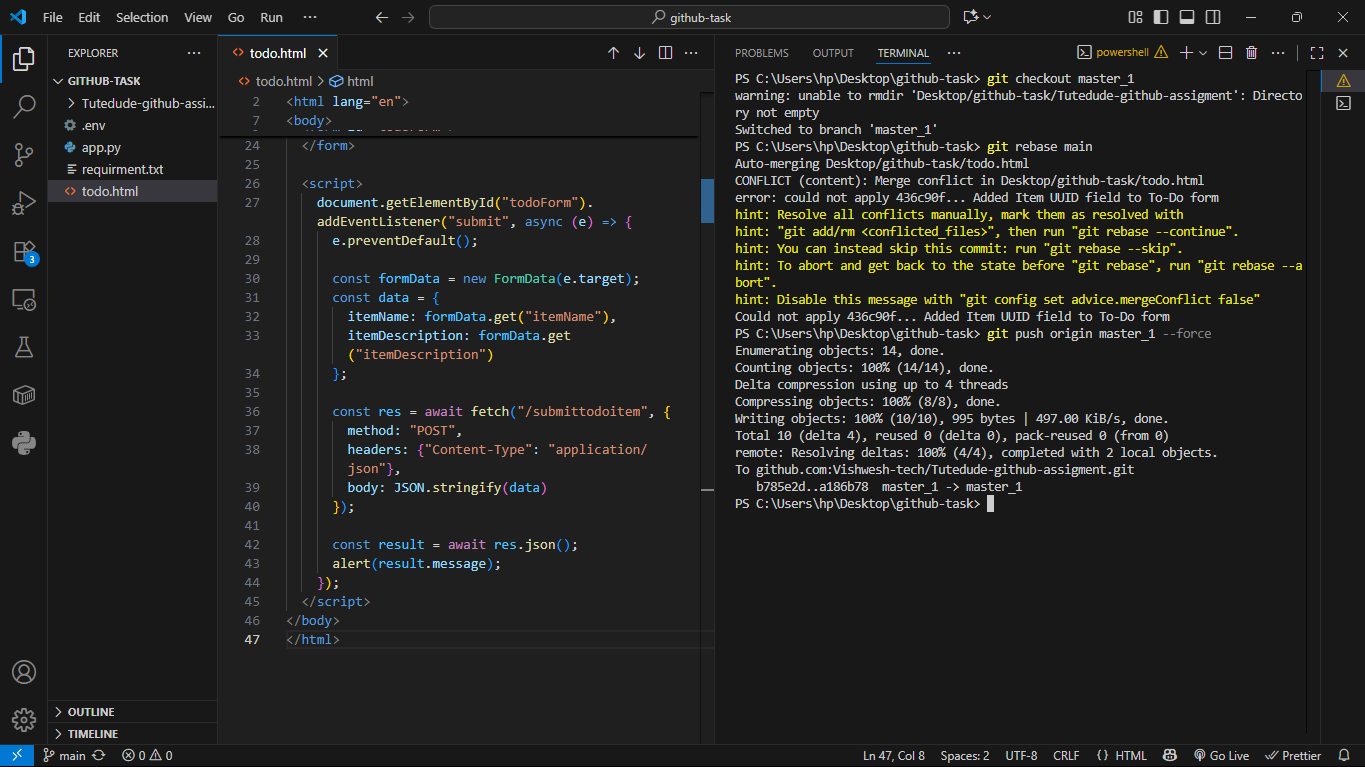 File Edit Selection View Go Run ···
github-task
EXPLORER ···
GITHUB-TASK
Tutedude-github-assi...
.env
app.py
requirment.txt
todo.html
OUTLINE
TIMELINE
3
todo.html
todo.html > html
2 <html lang="en">
7 <body>
24 </form>
25
26 <script>
27 document.getElementById("todoForm").
addEventListener("submit", async (e) => {
28 e.preventDefault();
29
30 const formData = new FormData(e.target);
31 const data = {
32 itemName: formData.get("itemName"),
33 itemDescription: formData.get
("itemDescription")
34 };
35
36 const res = await fetch("/submittodoitem", {
37 method: "POST",
38 headers: {"Content-Type": "application/
json"},
39 body: JSON.stringify(data)
40 });
41
42 const result = await res.json();
43 alert(result.message);
44 });
45 </script>
46 </body>
47 </html>
PROBLEMS OUTPUT TERMINAL ···
powershell
PS C:\Users\hp\Desktop\github-task> git checkout master_1
warning: unable to rmdir 'Desktop/github-task/Tutedude-github-assigment': Directo
ry not empty
Switched to branch 'master_1'
PS C:\Users\hp\Desktop\github-task> git rebase main
Auto-merging Desktop/github-task/todo.html
CONFLICT (content): Merge conflict in Desktop/github-task/todo.html
error: could not apply 436c90f... Added Item UUID field to To-Do form
hint: Resolve all conflicts manually, mark them as resolved with
hint: "git add/rm <conflicted_files>", then run "git rebase --continue".
hint: You can instead skip this commit: run "git rebase --skip".
hint: To abort and get back to the state before "git rebase", run "git rebase --a
bort".
hint: Disable this message with "git config set advice.mergeConflict false"
Could not apply 436c90f... Added Item UUID field to To-Do form
PS C:\Users\hp\Desktop\github-task> git push origin master_1 --force
Enumerating objects: 14, done.
Counting objects: 100% (14/14), done.
Delta compression using up to 4 threads
Compressing objects: 100% (8/8), done.
Writing objects: 100% (10/10), 995 bytes | 497.00 KiB/s, done.
Total 10 (delta 4), reused 0 (delta 0), pack-reused 0 (from 0)
remote: Resolving deltas: 100% (4/4), completed with 2 local objects.
To github.com:Vishwesh-tech/Tutedude-github-assigment.git
b785e2d..a186b78 master_1 -> master_1
PS C:\Users\hp\Desktop\github-task>
main 0 0 Ln 47, Col 8 Spaces: 2 UTF-8 CRLF {} HTML Go Live Prettier